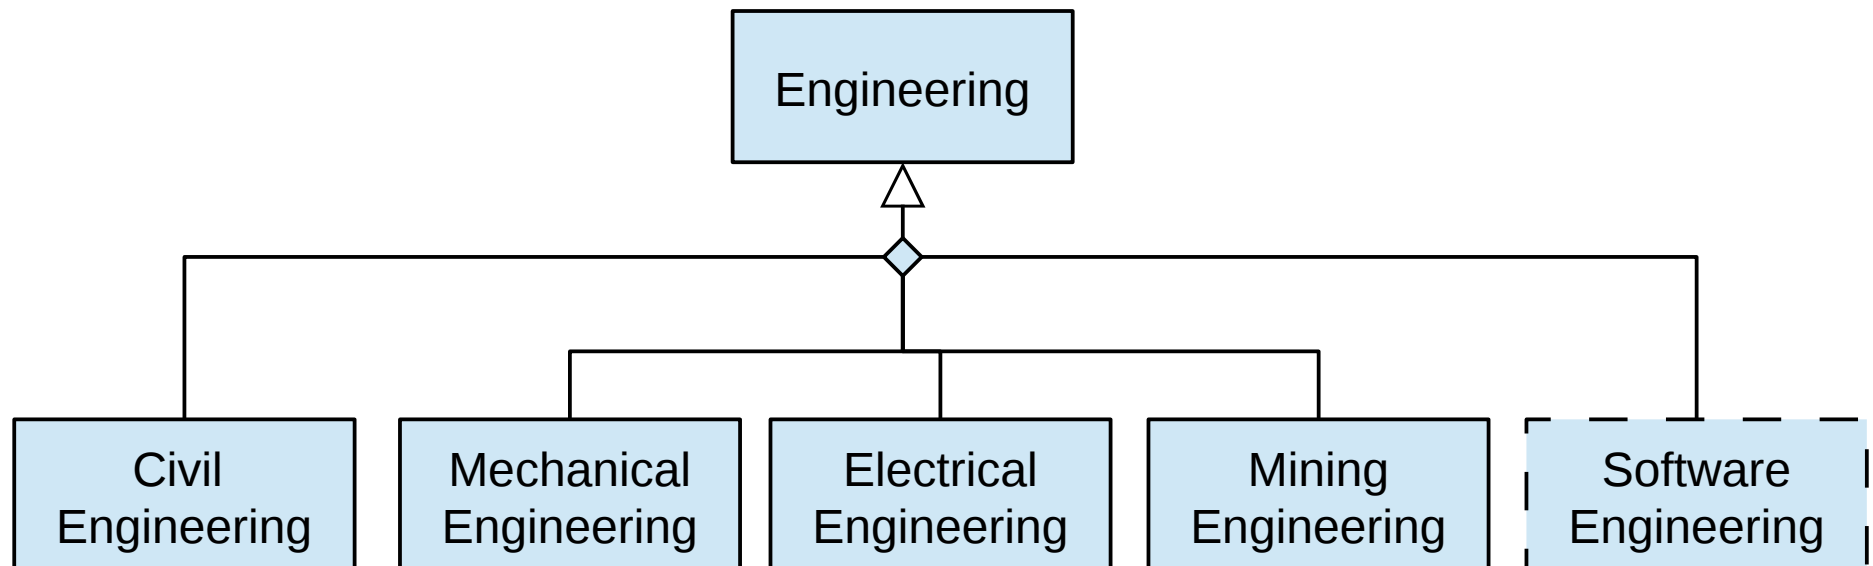 Engineering
Civil
Engineering
Mechanical
Engineering
Electrical
Engineering
Mining
Engineering
Software
Engineering